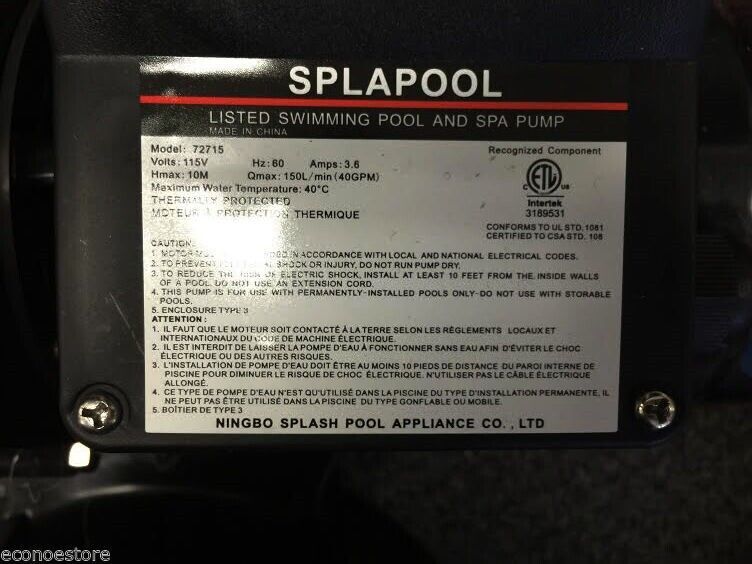 SPLAPOOL
LISTED SWIMMING POOL AND SPA PUMP
MADE IN CHINA
Model: 72715
Volts: 115V Hz: 60 Amps: 3.6
Hmax: 10M Qmax: 150L/min (40GPM)
Maximum Water Temperature: 40°C
THERMALLY PROTECTED
MOTEUR À PROTECTION THERMIQUE
Recognized Component
C ETL US
Intertek
3189531
CONFORMS TO UL STD. 1081
CERTIFIED TO CSA STD. 108
CAUTION:
1. MOTOR IN ACCORDANCE WITH LOCAL AND NATIONAL ELECTRICAL CODES.
2. TO PREVENT SHOCK OR INJURY, DO NOT RUN PUMP DRY.
3. TO REDUCE THE RISK OF ELECTRIC SHOCK, INSTALL AT LEAST 10 FEET FROM THE INSIDE WALLS
OF A POOL. DO NOT USE AN EXTENSION CORD.
4. THIS PUMP IS FOR USE WITH PERMANENTLY-INSTALLED POOLS ONLY-DO NOT USE WITH STORABLE
POOLS.
5. ENCLOSURE TYPE 3
ATTENTION :
1. IL FAUT QUE LE MOTEUR SOIT CONTACTÉ À LA TERRE SELON LES RÈGLEMENTS LOCAUX ET
INTERNATIONAUX DU CODE DE MACHINE ÉLECTRIQUE.
2. IL EST INTERDIT DE LAISSER LA POMPE D'EAU À FONCTIONNER SANS EAU AFIN D'ÉVITER LE CHOC
ÉLECTRIQUE OU DES AUTRES RISQUES.
3. L'INSTALLATION DE POMPE D'EAU DOIT ÊTRE AU MOINS 10 PIEDS DE DISTANCE DU PAROI INTERNE DE
PISCINE POUR DIMINUER LE RISQUE DE CHOC ÉLECTRIQUE. N'UTILISER PAS LE CÂBLE ÉLECTRIQUE
ALLONGÉ.
4. CE TYPE DE POMPE D'EAU N'EST QU'UTILISÉ DANS LA PISCINE DU TYPE D'INSTALLATION PERMANENTE, IL
NE PEUT PAS ÊTRE UTILISÉ DANS LA PISCINE DU TYPE GONFLABLE OU MOBILE.
5. BOÎTIER DE TYPE 3
NINGBO SPLASH POOL APPLIANCE CO., LTD
econoestore